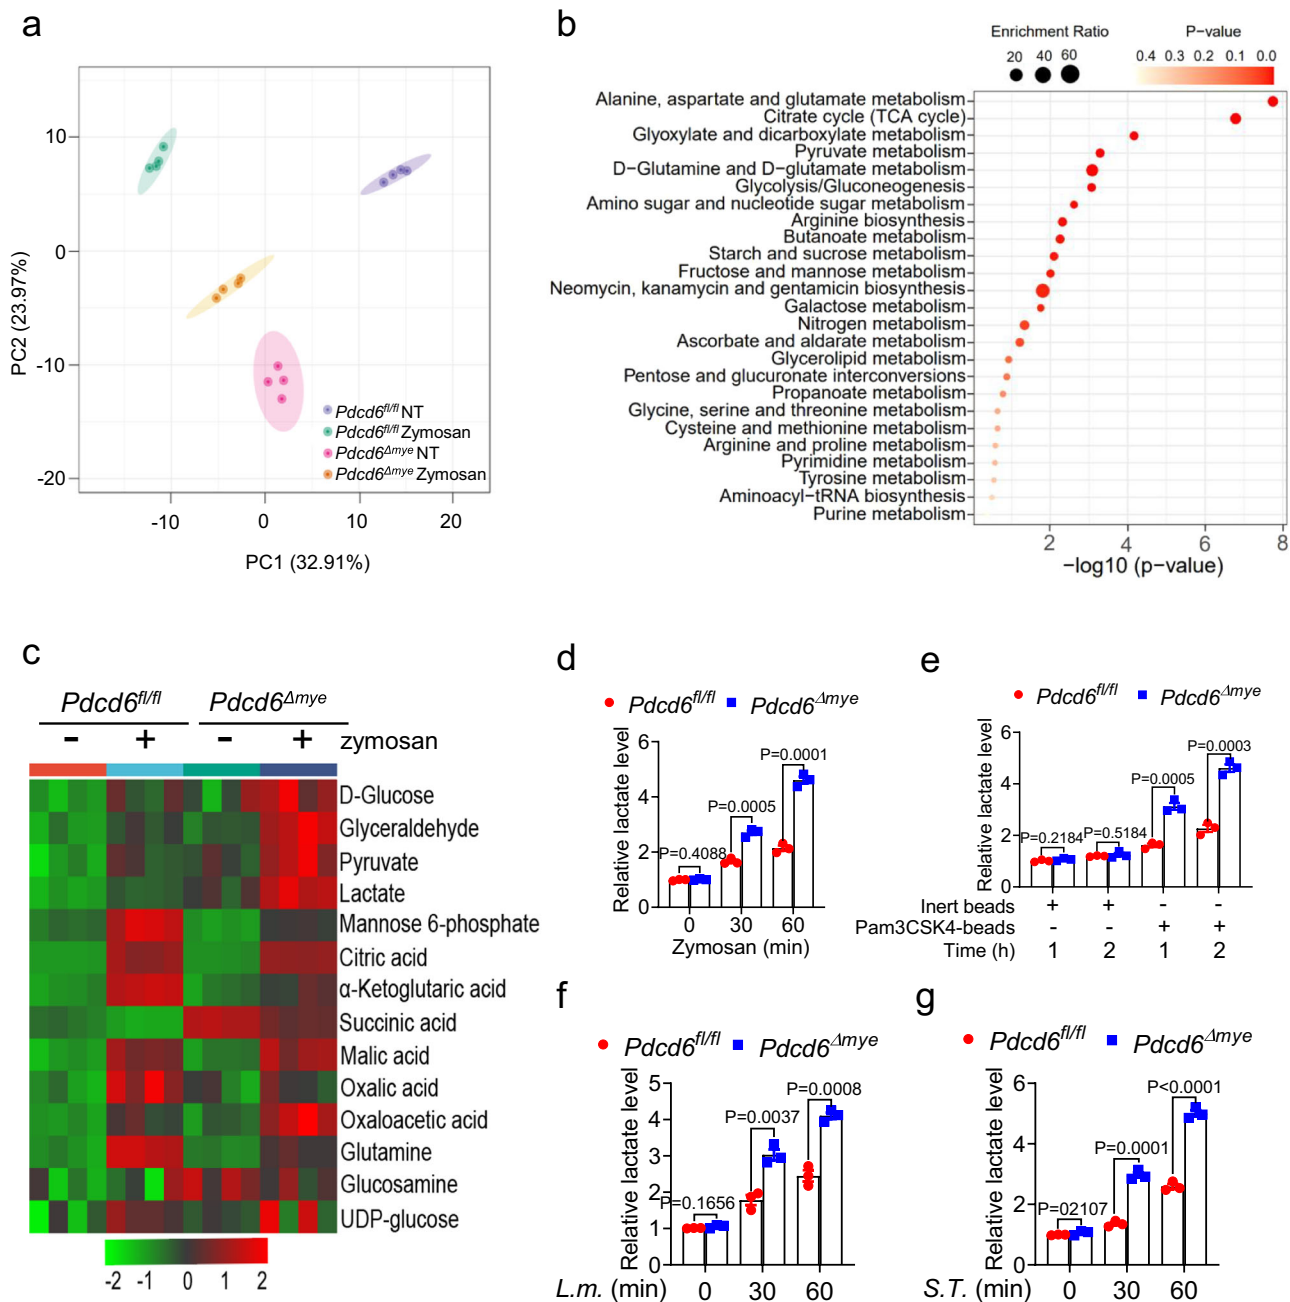 a
PC2 (23.97%)
10
0
-10
-20
-10
0
10
20
PC1 (32.91%)
Pdcd6fl/fl NT
Pdcd6fl/fl Zymosan
Pdcd6Δmye NT
Pdcd6Δmye Zymosan
b
Enrichment Ratio
20 40 60
P−value
0.4 0.3 0.2 0.1 0.0
Alanine, aspartate and glutamate metabolism
Citrate cycle (TCA cycle)
Glyoxylate and dicarboxylate metabolism
Pyruvate metabolism
D−Glutamine and D−glutamate metabolism
Glycolysis/Gluconeogenesis
Amino sugar and nucleotide sugar metabolism
Arginine biosynthesis
Butanoate metabolism
Starch and sucrose metabolism
Fructose and mannose metabolism
Neomycin, kanamycin and gentamicin biosynthesis
Galactose metabolism
Nitrogen metabolism
Ascorbate and aldarate metabolism
Glycerolipid metabolism
Pentose and glucuronate interconversions
Propanoate metabolism
Glycine, serine and threonine metabolism
Cysteine and methionine metabolism
Arginine and proline metabolism
Pyrimidine metabolism
Tyrosine metabolism
Aminoacyl−tRNA biosynthesis
Purine metabolism
2 4 6 8
−log10 (p−value)
c
Pdcd6fl/fl Pdcd6Δmye
- + - + zymosan
D-Glucose
Glyceraldehyde
Pyruvate
Lactate
Mannose 6-phosphate
Citric acid
α-Ketoglutaric acid
Succinic acid
Malic acid
Oxalic acid
Oxaloacetic acid
Glutamine
Glucosamine
UDP-glucose
-2 -1 0 1 2
d
Pdcd6fl/fl Pdcd6Δmye
Relative lactate level
6
4
2
0
P=0.4088
P=0.0005
P=0.0001
0 30 60
Zymosan (min)
e
Pdcd6fl/fl Pdcd6Δmye
Relative lactate level
6
4
2
0
P=0.2184
P=0.5184
P=0.0005
P=0.0003
Inert beads + + - -
Pam3CSK4-beads - - + +
Time (h) 1 2 1 2
f
Pdcd6fl/fl Pdcd6Δmye
Relative lactate level
5
4
3
2
1
0
P=0.1656
P=0.0037
P=0.0008
L.m. (min) 0 30 60
g
Pdcd6fl/fl Pdcd6Δmye
Relative lactate level
6
4
2
0
P=02107
P=0.0001
P<0.0001
S.T. (min) 0 30 60